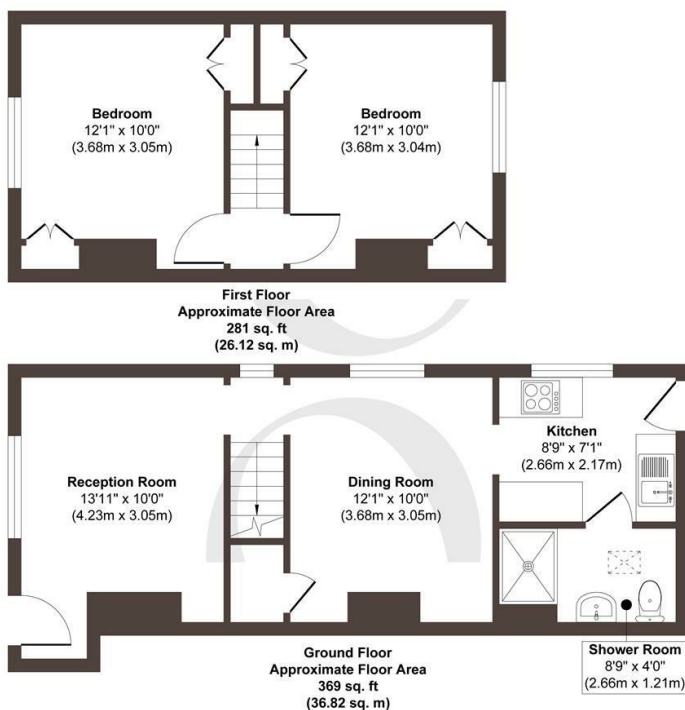 Bedroom
12'1" x 10'0"
(3.68m x 3.05m)
Bedroom
12'1" x 10'0"
(3.68m x 3.04m)
First Floor
Approximate Floor Area
281 sq. ft
(26.12 sq. m)
Reception Room
13'11" x 10'0"
(4.23m x 3.05m)
Dining Room
12'1" x 10'0"
(3.68m x 3.05m)
Kitchen
8'9" x 7'1"
(2.66m x 2.17m)
Shower Room
8'9" x 4'0"
(2.66m x 1.21m)
Ground Floor
Approximate Floor Area
369 sq. ft
(36.82 sq. m)